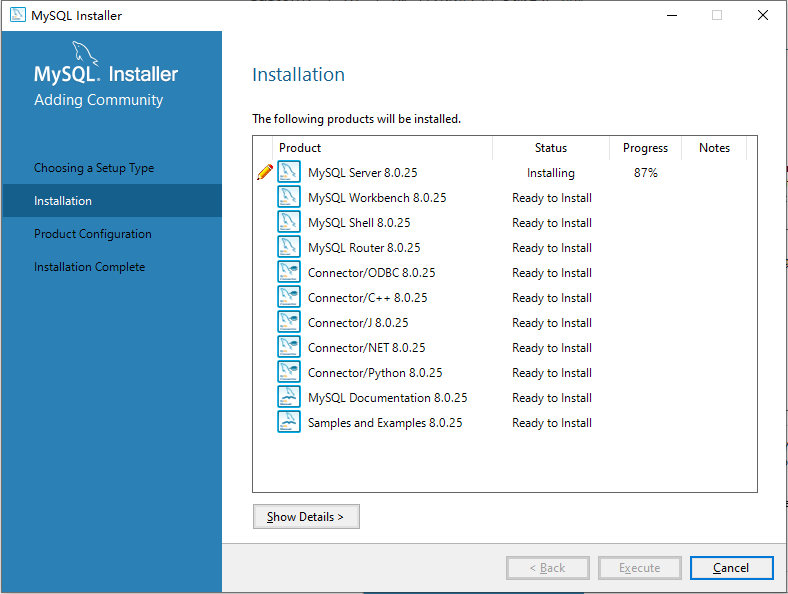 MySQL Installer
MySQL. Installer
Adding Community
Choosing a Setup Type
Installation
Product Configuration
Installation Complete
Installation
The following products will be installed.
Product Status Progress Notes
MySQL Server 8.0.25 Installing 87%
MySQL Workbench 8.0.25 Ready to Install
MySQL Shell 8.0.25 Ready to Install
MySQL Router 8.0.25 Ready to Install
Connector/ODBC 8.0.25 Ready to Install
Connector/C++ 8.0.25 Ready to Install
Connector/J 8.0.25 Ready to Install
Connector/NET 8.0.25 Ready to Install
Connector/Python 8.0.25 Ready to Install
MySQL Documentation 8.0.25 Ready to Install
Samples and Examples 8.0.25 Ready to Install
Show Details >
< Back Execute Cancel